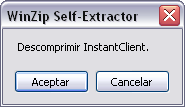 WinZip Self-Extractor
Descomprimir InstantClient.
Aceptar
Cancelar